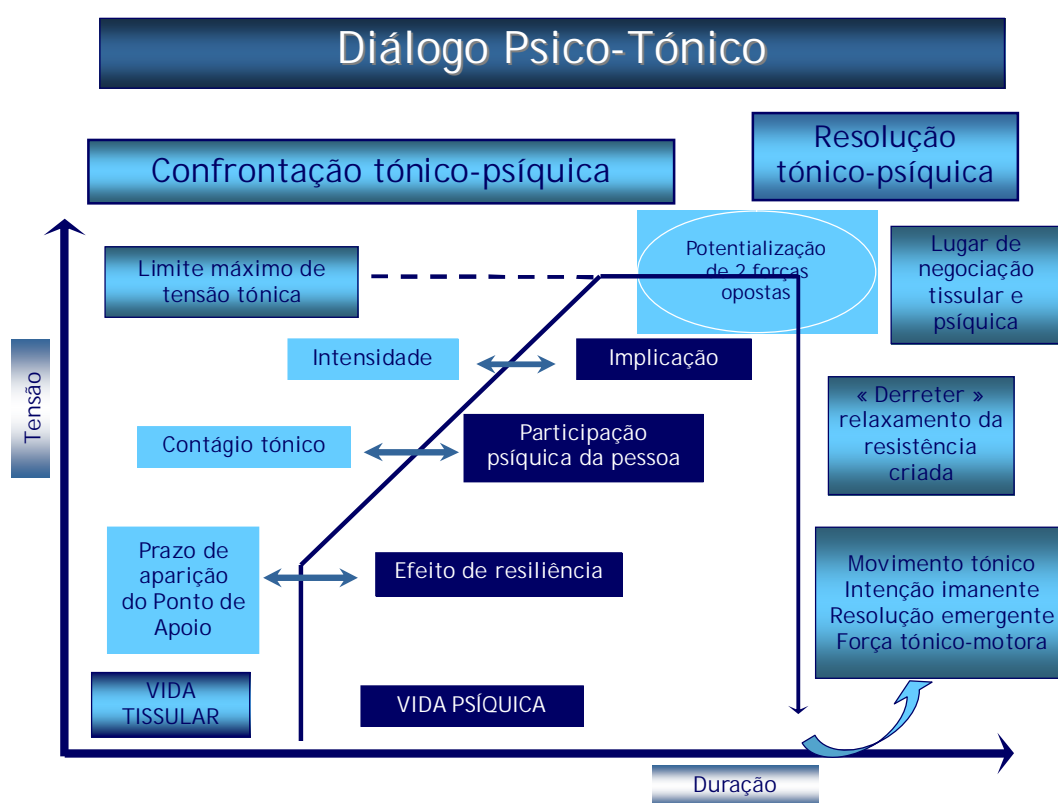 Diálogo Psico-Tónico
Confrontação tónico-psíquica
Resolução
tónico-psíquica
Limite máximo de
tensão tónica
Potentialização
de 2 forças
opostas
Lugar de
negociação
tissular e
psíquica
Intensidade
Implicação
Tensão
« Derreter »
relaxamento da
resistência
criada
Contágio tónico
Participação
psíquica da pessoa
Prazo de
aparição
do Ponto de
Apoio
Efeito de resiliência
Movimento tónico
Intenção imanente
Resolução emergente
Força tónico-motora
VIDA
TISSULAR
VIDA PSÍQUICA
Duração